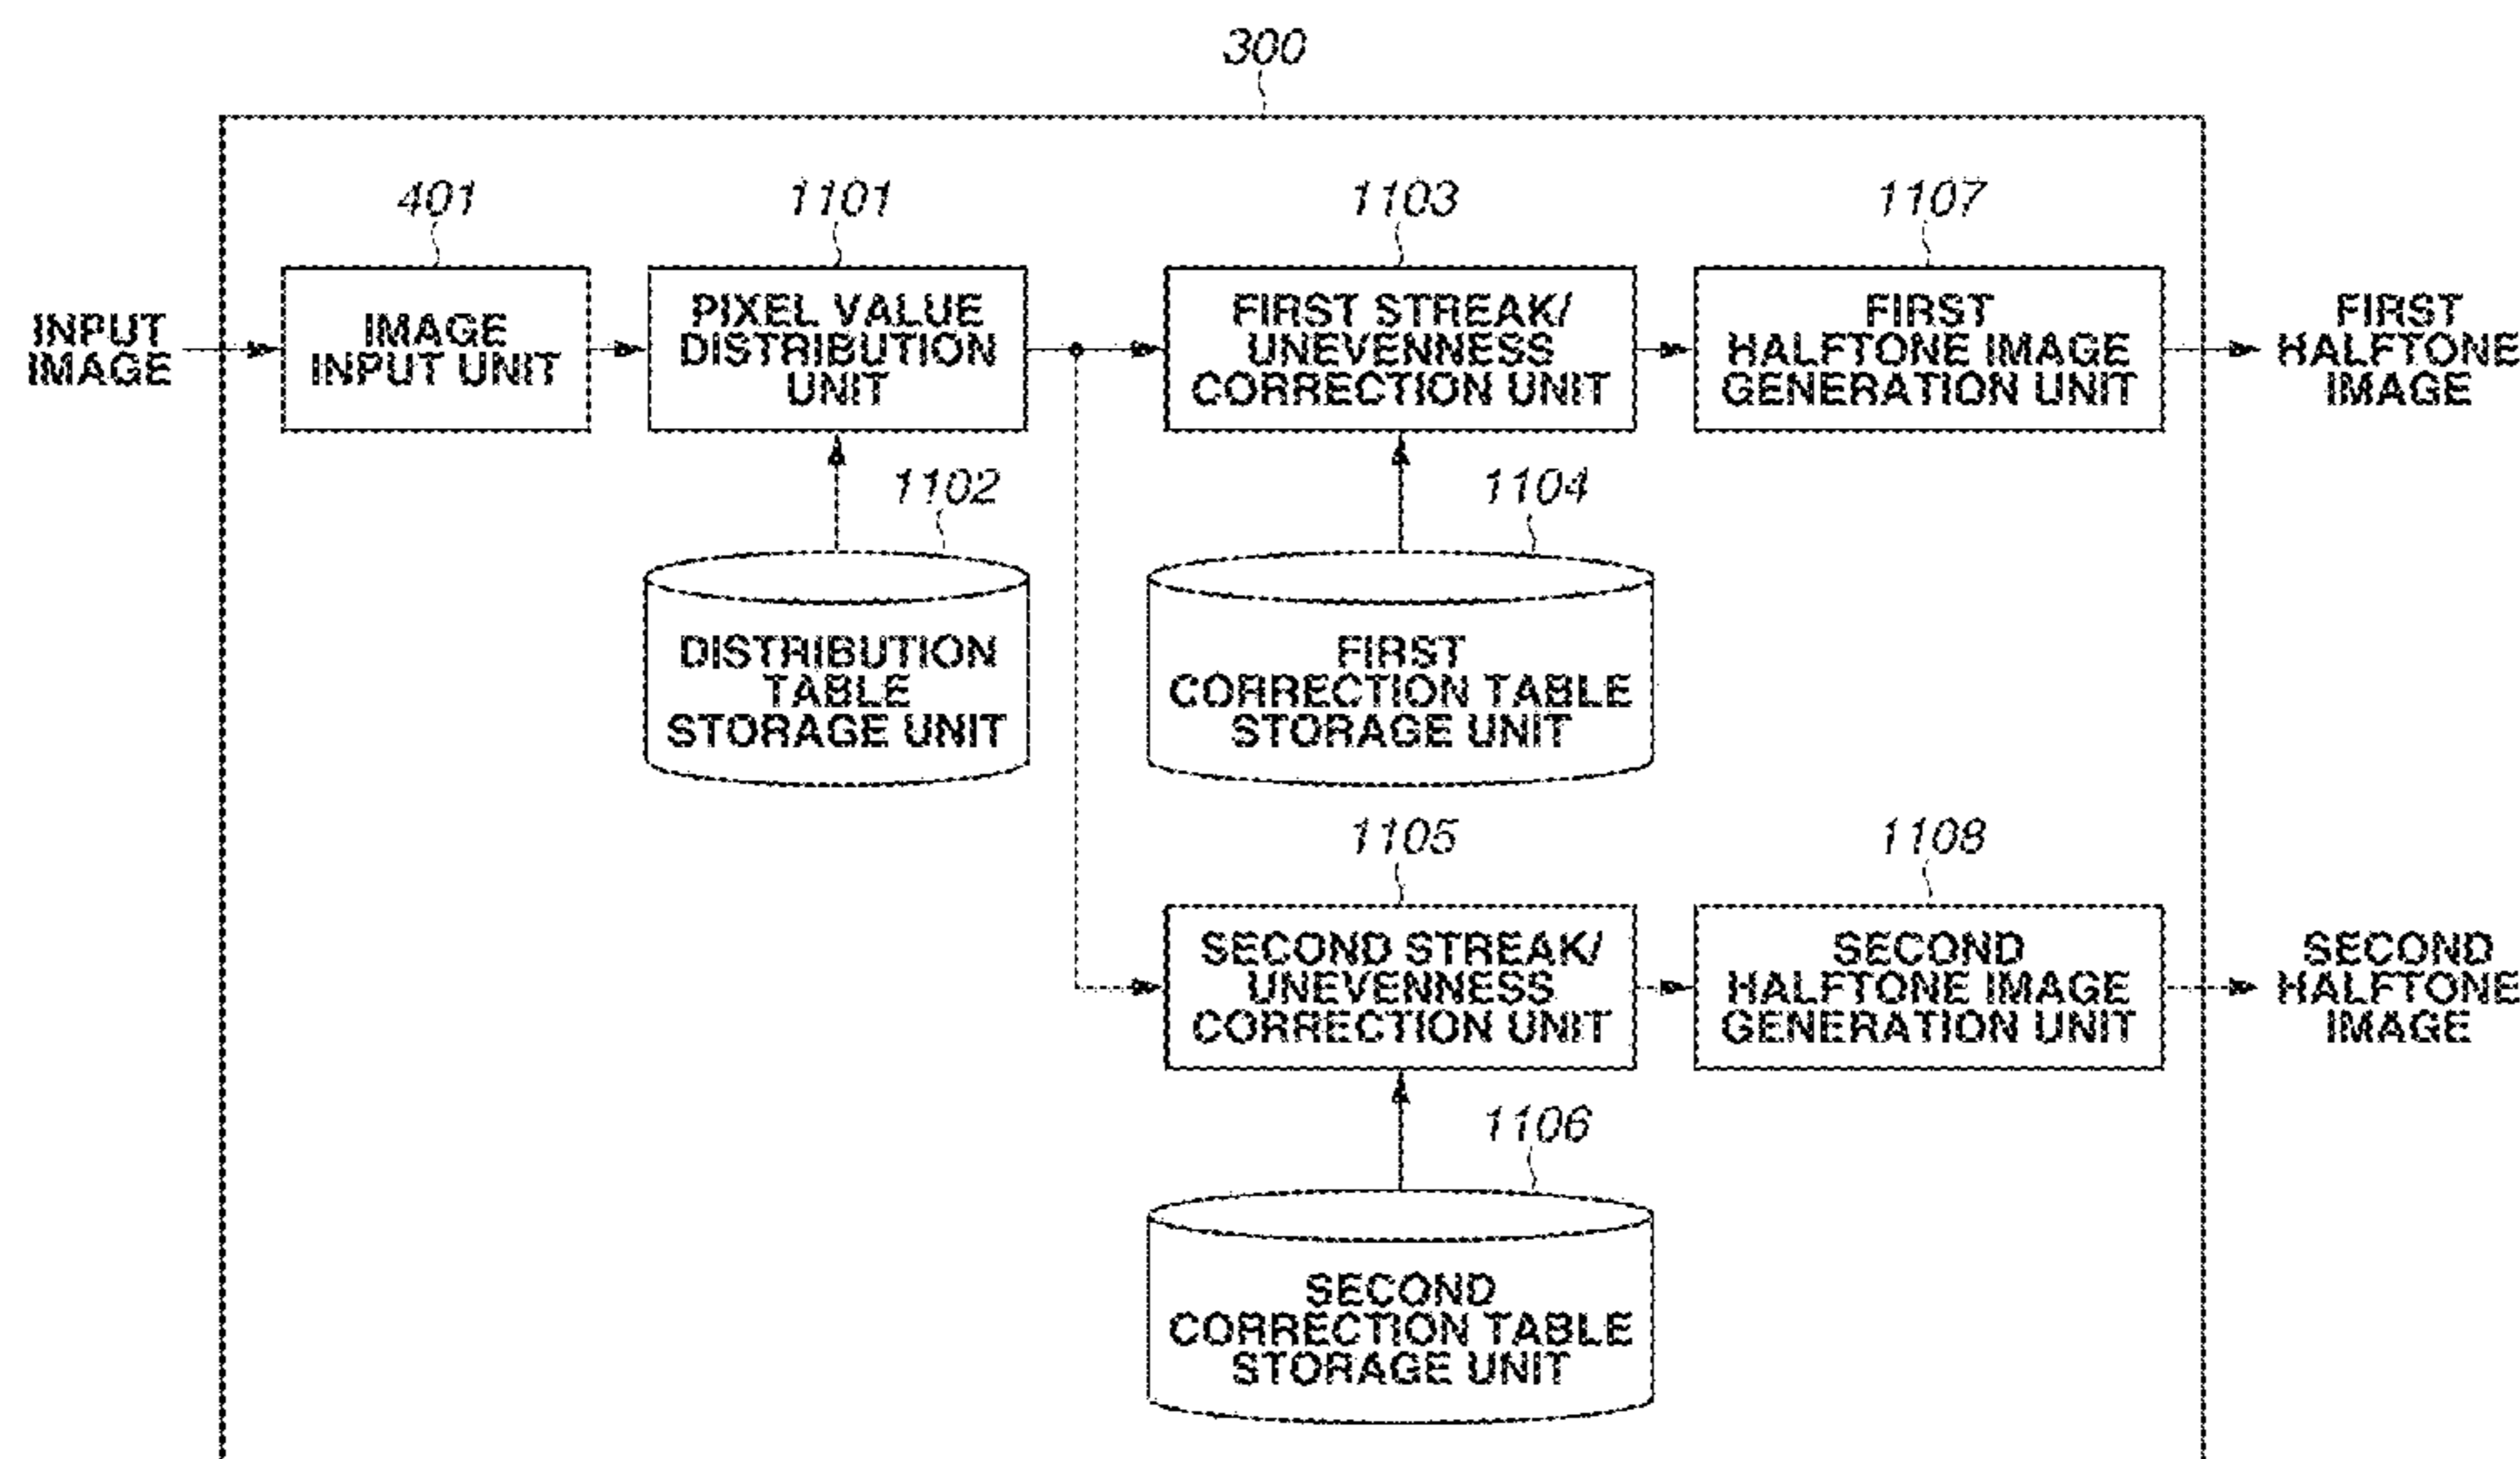 300
401
1101
1103
1107
INPUT
IMAGE
IMAGE
INPUT UNIT
PIXEL VALUE
DISTRIBUTION
UNIT
FIRST STREAK/
UNEVENNESS
CORRECTION UNIT
FIRST
HALFTONE IMAGE
GENERATION UNIT
FIRST
HALFTONE
IMAGE
1102
1104
DISTRIBUTION
TABLE
STORAGE UNIT
FIRST
CORRECTION TABLE
STORAGE UNIT
1105
1108
SECOND STREAK/
UNEVENNESS
CORRECTION UNIT
SECOND
HALFTONE IMAGE
GENERATION UNIT
SECOND
HALFTONE
IMAGE
1106
SECOND
CORRECTION TABLE
STORAGE UNIT